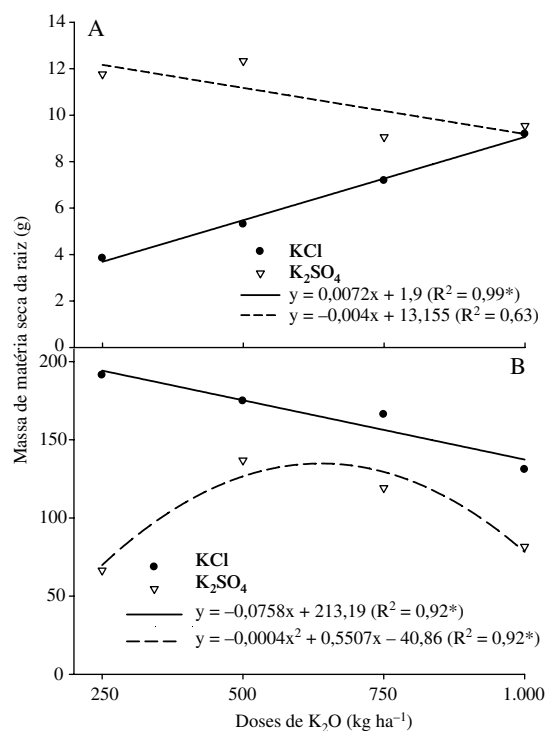 A
14
12
10
8
6
4
2
0
KCl
K₂SO₄
y = 0,0072x + 1,9 (R² = 0,99*)
y = –0,004x + 13,155 (R² = 0,63)
Massa de matéria seca da raiz (g)
B
200
150
100
50
0
KCl
K₂SO₄
y = –0,0758x + 213,19 (R² = 0,92*)
y = –0,0004x² + 0,5507x – 40,86 (R² = 0,92*)
250 500 750 1.000
Doses de K₂O (kg ha⁻¹)